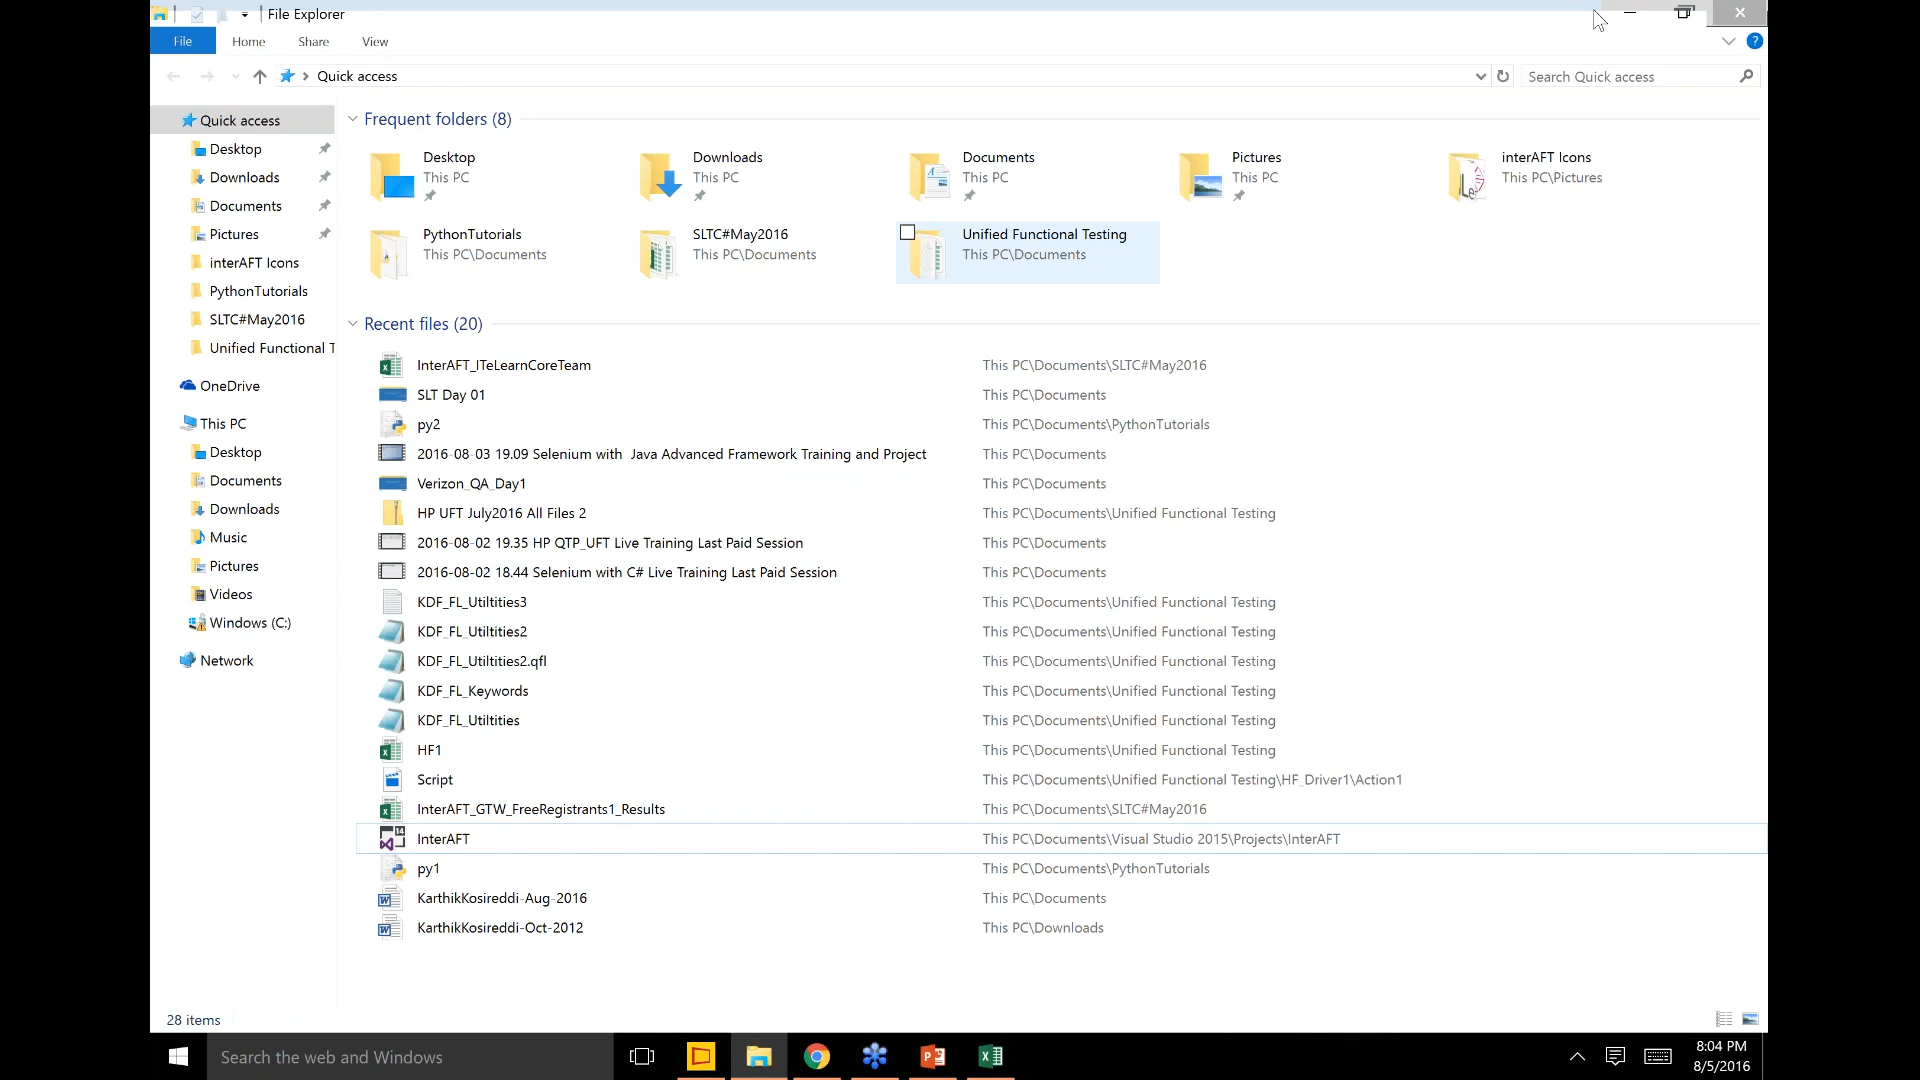 File Explorer
File Home Share View
Quick access
Search Quick access
Quick access
Desktop
Downloads
Documents
Pictures
interAFT Icons
PythonTutorials
SLTC#May2016
Unified Functional T
OneDrive
This PC
Desktop
Documents
Downloads
Music
Pictures
Videos
Windows (C:)
Network
Frequent folders (8)
Desktop
This PC
Downloads
This PC
Documents
This PC
Pictures
This PC
interAFT Icons
This PC\Pictures
PythonTutorials
This PC\Documents
SLTC#May2016
This PC\Documents
Unified Functional Testing
This PC\Documents
Recent files (20)
InterAFT_ITeLearnCoreTeam This PC\Documents\SLTC#May2016
SLT Day 01 This PC\Documents
py2 This PC\Documents\PythonTutorials
2016-08-03 19.09 Selenium with  Java Advanced Framework Training and Project This PC\Documents
Verizon_QA_Day1 This PC\Documents
HP UFT July2016 All Files 2 This PC\Documents\Unified Functional Testing
2016-08-02 19.35 HP QTP_UFT Live Training Last Paid Session This PC\Documents
2016-08-02 18.44 Selenium with C# Live Training Last Paid Session This PC\Documents
KDF_FL_Utiltities3 This PC\Documents\Unified Functional Testing
KDF_FL_Utiltities2 This PC\Documents\Unified Functional Testing
KDF_FL_Utiltities2.qfl This PC\Documents\Unified Functional Testing
KDF_FL_Keywords This PC\Documents\Unified Functional Testing
KDF_FL_Utiltities This PC\Documents\Unified Functional Testing
HF1 This PC\Documents\Unified Functional Testing
Script This PC\Documents\Unified Functional Testing\HF_Driver1\Action1
InterAFT_GTW_FreeRegistrants1_Results This PC\Documents\SLTC#May2016
InterAFT This PC\Documents\Visual Studio 2015\Projects\InterAFT
py1 This PC\Documents\PythonTutorials
KarthikKosireddi-Aug-2016 This PC\Documents
KarthikKosireddi-Oct-2012 This PC\Downloads
28 items
Search the web and Windows
8:04 PM
8/5/2016